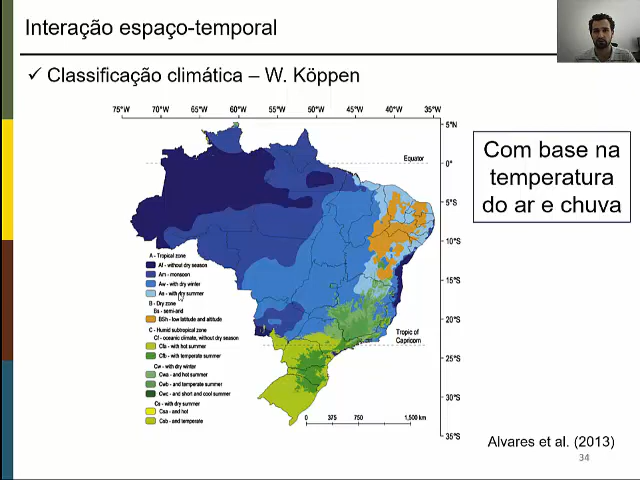 Interação espaço-temporal
✓ Classificação climática – W. Köppen
75°W 70°W 65°W 60°W 55°W 50°W 45°W 40°W 35°W
5°N
Equator
0°
5°S
10°S
15°S
20°S
Tropic of
Capricorn
25°S
30°S
35°S
A - Tropical zone
Af - without dry season
Am - monsoon
Aw - with dry winter
As - with dry summer
B - Dry zone
Bs - semi-arid
BSh - low latitude and altitude
C - Humid subtropical zone
Cf - oceanic climate, without dry season
Cfa - with hot summer
Cfb - with temperate summer
Cw - with dry winter
Cwa - and hot summer
Cwb - and temperate summer
Cwc - and short and cool summer
Cs - with dry summer
Csa - and hot
Csb - and temperate
0 375 750 1,500 km
Com base na
temperatura
do ar e chuva
Alvares et al. (2013)
34